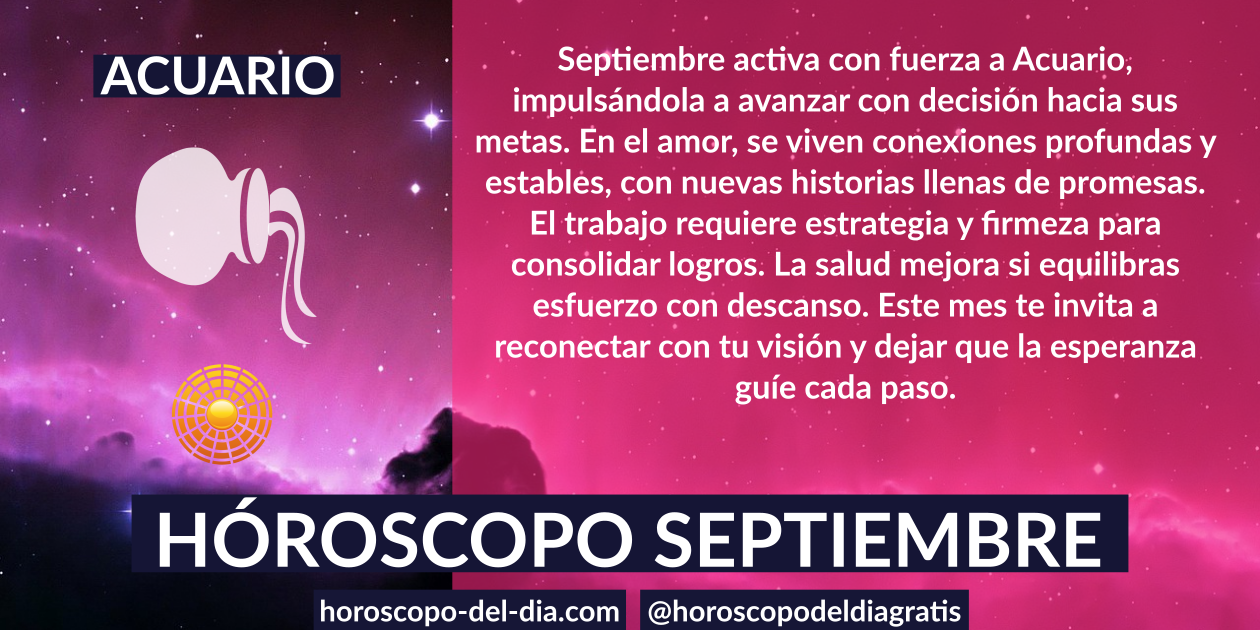 ACUARIO
Septiembre activa con fuerza a Acuario,
impulsándola a avanzar con decisión hacia sus
metas. En el amor, se viven conexiones profundas y
estables, con nuevas historias llenas de promesas.
El trabajo requiere estrategia y firmeza para
consolidar logros. La salud mejora si equilibras
esfuerzo con descanso. Este mes te invita a
reconectar con tu visión y dejar que la esperanza
guíe cada paso.
HÓROSCOPO SEPTIEMBRE
horoscopo-del-dia.com
@horoscopodeldiagratis